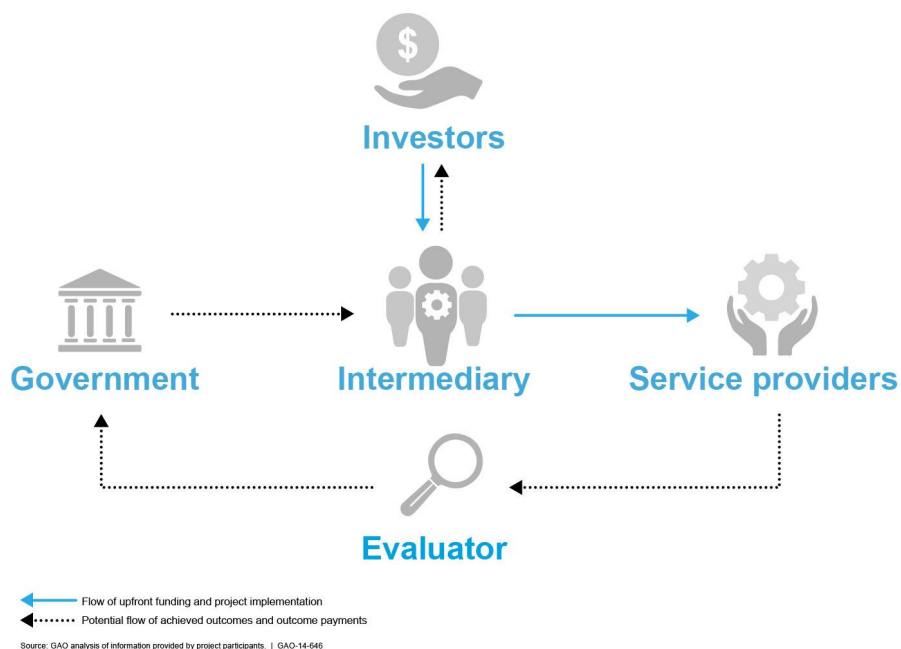 $
Investors
Government
Intermediary
Service providers
Evaluator
Flow of upfront funding and project implementation
Potential flow of achieved outcomes and outcome payments
Source: GAO analysis of information provided by project participants. | GAO-14-646